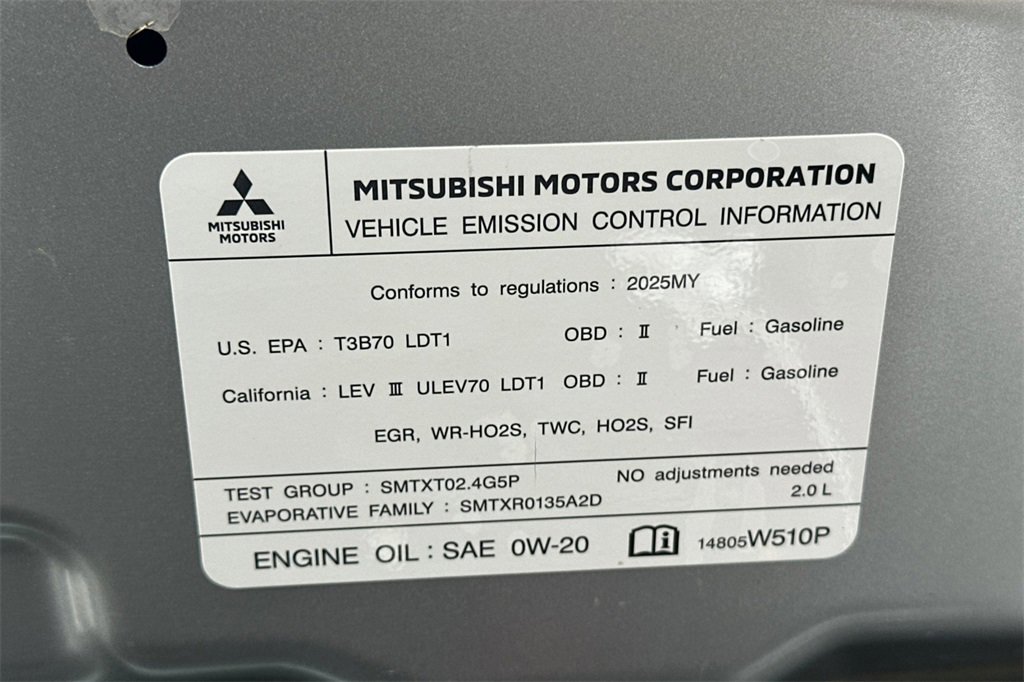 MITSUBISHI
MOTORS
MITSUBISHI MOTORS CORPORATION
VEHICLE EMISSION CONTROL INFORMATION
Conforms to regulations : 2025MY
U.S. EPA : T3B70 LDT1 OBD : Ⅱ Fuel : Gasoline
California : LEV Ⅲ ULEV70 LDT1 OBD : Ⅱ Fuel : Gasoline
EGR, WR-HO2S, TWC, HO2S, SFI
TEST GROUP : SMTXT02.4G5P NO adjustments needed
EVAPORATIVE FAMILY : SMTXR0135A2D 2.0 L
ENGINE OIL : SAE 0W-20 14805W510P